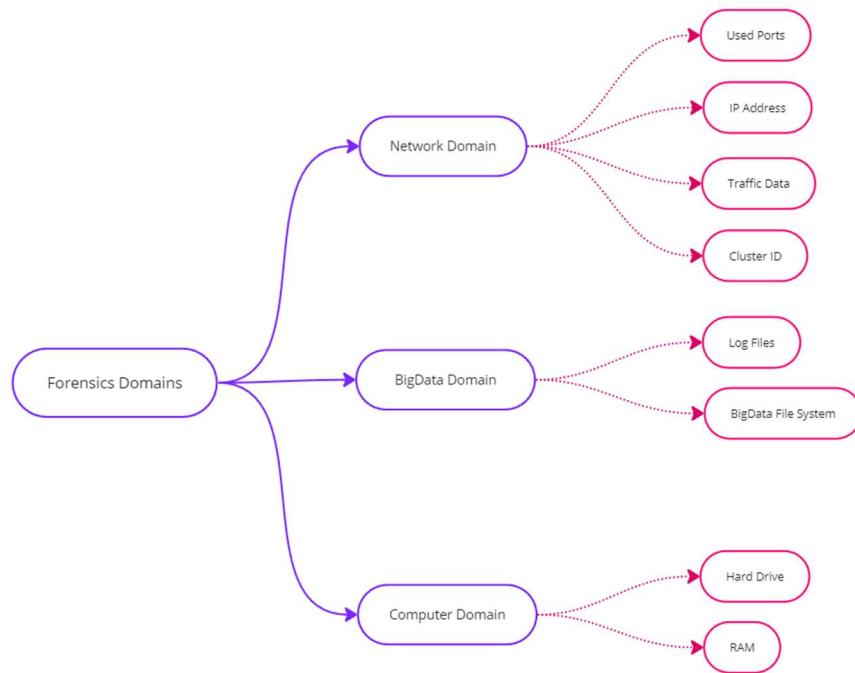 Used Ports
IP Address
Network Domain
Traffic Data
Cluster ID
Log Files
Forensics Domains
BigData Domain
BigData File System
Hard Drive
Computer Domain
RAM